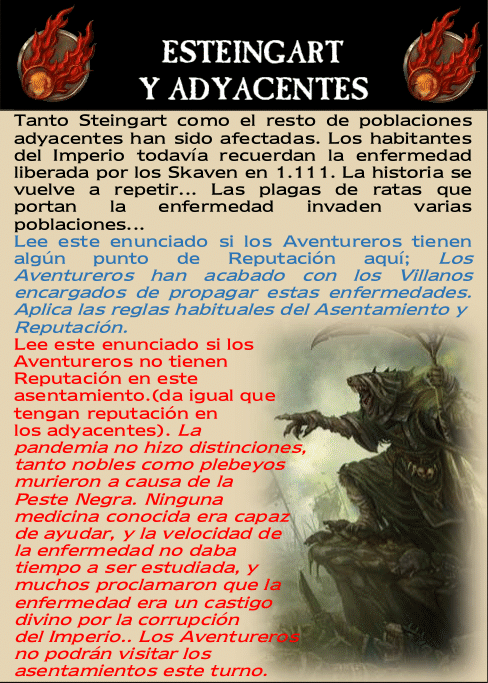 ESTEINGART
Y ADYACENTES
Tanto Steingart como el resto de poblaciones
adyacentes han sido afectadas. Los habitantes
del Imperio todavía recuerdan la enfermedad
liberada por los Skaven en 1.111. La historia se
vuelve a repetir... Las plagas de ratas que
portan la enfermedad invaden varias
poblaciones...
Lee este enunciado si los Aventureros tienen
algún punto de Reputación aquí; Los
Aventureros han acabado con los Villanos
encargados de propagar estas enfermedades.
Aplica las reglas habituales del Asentamiento y
Reputación.
Lee este enunciado si los
Aventureros no tienen
Reputación en este
asentamiento.(da igual que
tengan reputación en
los adyacentes). La
pandemia no hizo distinciones,
tanto nobles como plebeyos
murieron a causa de la
Peste Negra. Ninguna
medicina conocida era capaz
de ayudar, y la velocidad de
la enfermedad no daba
tiempo a ser estudiada, y
muchos proclamaron que la
enfermedad era un castigo
divino por la corrupción
del Imperio.. Los Aventureros
no podrán visitar los
asentamientos este turno.